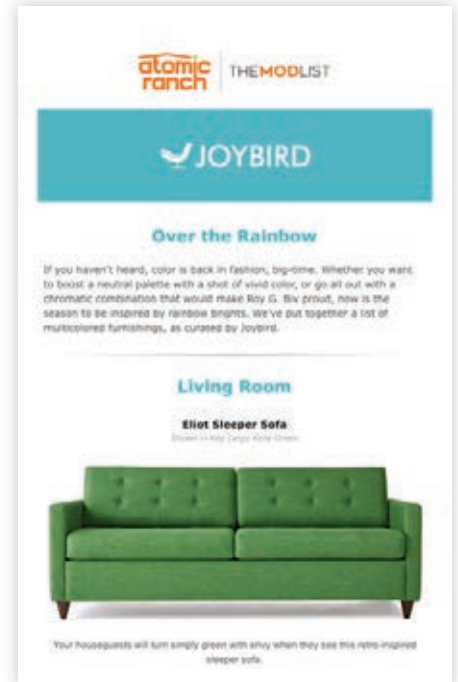 atomic
ranch
THEMODLIST
JOYBIRD
Over the Rainbow
If you haven't heard, color is back in fashion, big-time. Whether you want
to boost a neutral palette with a shot of vivid color, or go all out with a
chromatic combination that would make Roy G. Biv proud, now is the
season to be inspired by rainbow brights. We've put together a list of
multicolored furnishings, as curated by Joybird.
Living Room
Eliot Sleeper Sofa
Shown in Key Largo Kelly Green
Your houseguests will turn simply green with envy when they see this retro-inspired
sleeper sofa.